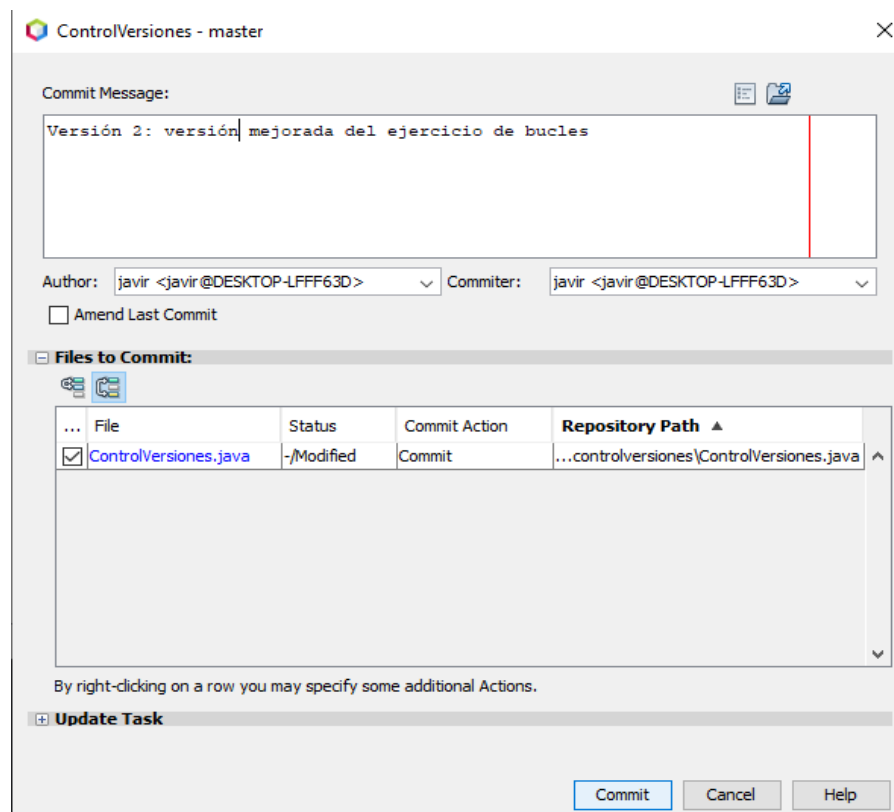 ControlVersiones - master
Commit Message:
Versión 2: versión mejorada del ejercicio de bucles
Author: javir <javir@DESKTOP-LFFF63D> Commiter: javir <javir@DESKTOP-LFFF63D>
Amend Last Commit
Files to Commit:
... File Status Commit Action Repository Path
ControlVersiones.java -/Modified Commit ...controlversiones\ControlVersiones.java
By right-clicking on a row you may specify some additional Actions.
Update Task
Commit Cancel Help